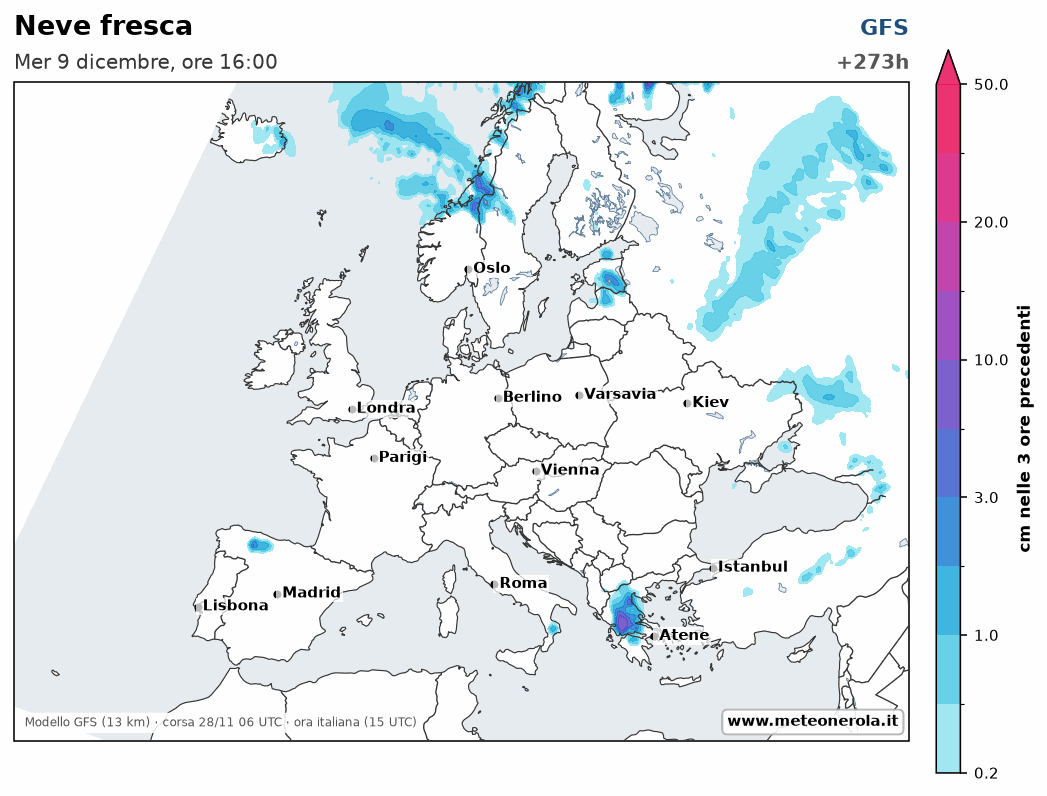 Neve fresca
GFS
Mer 9 dicembre, ore 16:00
+273h
50.0
20.0
10.0
3.0
1.0
0.2
cm nelle 3 ore precedenti
Oslo
Berlino
Varsavia
Kiev
Londra
Parigi
Vienna
Istanbul
Roma
Madrid
Lisbona
Atene
Modello GFS (13 km) · corsa 28/11 06 UTC · ora italiana (15 UTC)
www.meteonerola.it